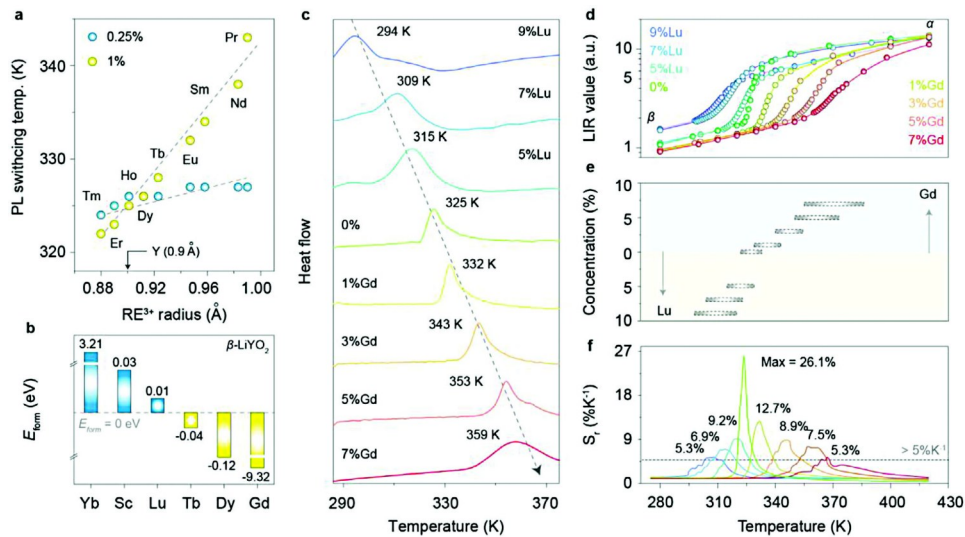 a
0.25%
1%
Pr
Nd
Sm
Eu
Tb
Ho
Dy
Tm
Er
Y (0.9 Å)
340
330
320
0.88
0.92
0.96
1.00
PL swithcing temp. (K)
RE³⁺ radius (Å)
b
β-LiYO₂
3.21
0.03
0.01
-0.04
-0.12
-9.32
E_form = 0 eV
E_form (eV)
Yb Sc Lu Tb Dy Gd
c
294 K
9%Lu
309 K
7%Lu
315 K
5%Lu
325 K
0%
332 K
1%Gd
343 K
3%Gd
353 K
5%Gd
359 K
7%Gd
Heat flow
290
330
370
Temperature (K)
d
9%Lu
7%Lu
5%Lu
0%
α
β
1%Gd
3%Gd
5%Gd
7%Gd
10
5
1
LIR value (a.u.)
e
10
5
0
5
10
Concentration (%)
Gd
Lu
f
27
18
9
0
Sᵣ (%K⁻¹)
Max = 26.1%
5.3%
6.9%
9.2%
12.7%
8.9%
7.5%
5.3%
> 5%K⁻¹
280
330
380
430
Temperature (K)